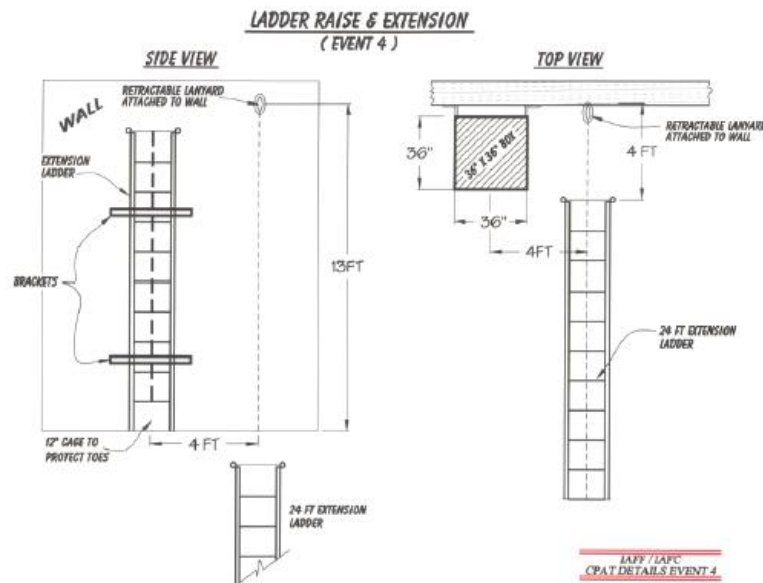 LADDER RAISE & EXTENSION
( EVENT 4 )
SIDE VIEW
WALL
RETRACTABLE LANYARD
ATTACHED TO WALL
EXTENSION
LADDER
BRACKETS
13FT
12" CAGE TO
PROTECT TOES
4 FT
24 FT EXTENSION
LADDER
TOP VIEW
RETRACTABLE LANYARD
ATTACHED TO WALL
36"
36" X 36" BOX
4 FT
36"
4FT
24 FT EXTENSION
LADDER
IAFF / IAFC
CPAT DETAILS EVENT 4